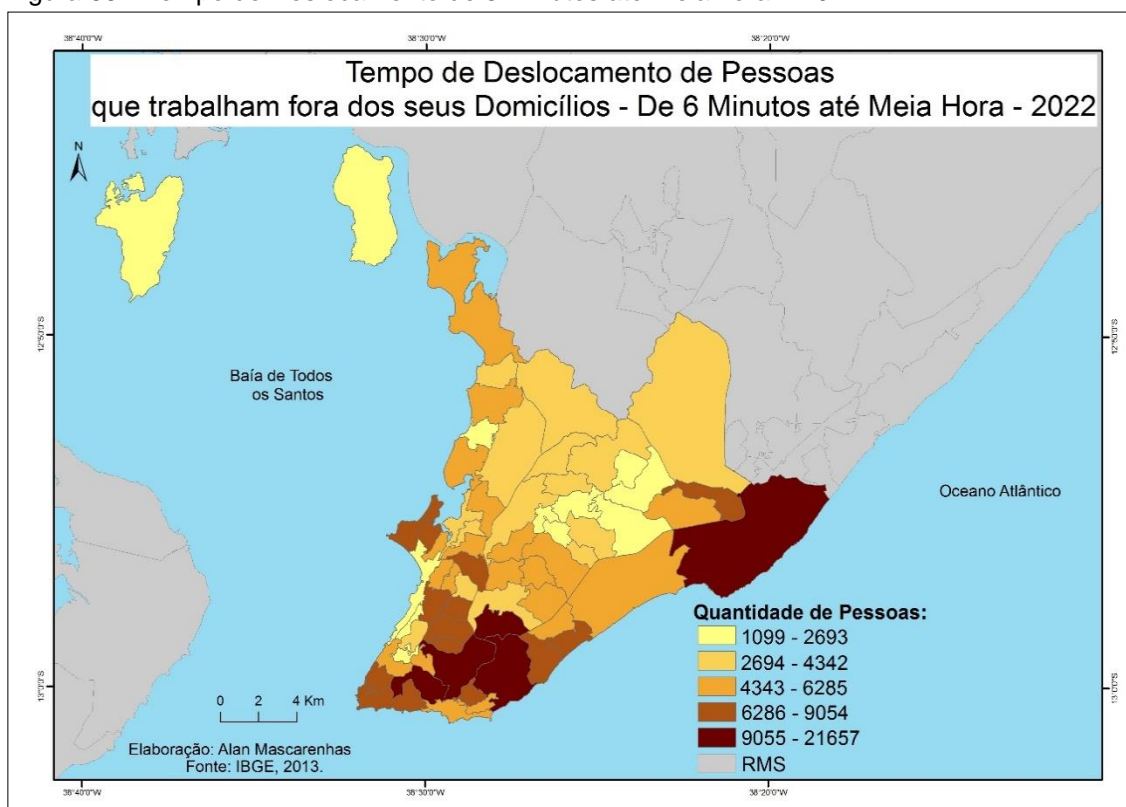 38°40'0"W 38°30'0"W 38°20'0"W
Tempo de Deslocamento de Pessoas
que trabalham fora dos seus Domicílios - De 6 Minutos até Meia Hora - 2022
N
12°50'0"S 12°50'0"S
Baía de Todos
os Santos
Oceano Atlântico
Quantidade de Pessoas:
1099 - 2693
2694 - 4342
4343 - 6285
6286 - 9054
9055 - 21657
RMS
13°0'0"S 13°0'0"S
0 2 4 Km
Elaboração: Alan Mascarenhas
Fonte: IBGE, 2013.
38°40'0"W 38°30'0"W 38°20'0"W